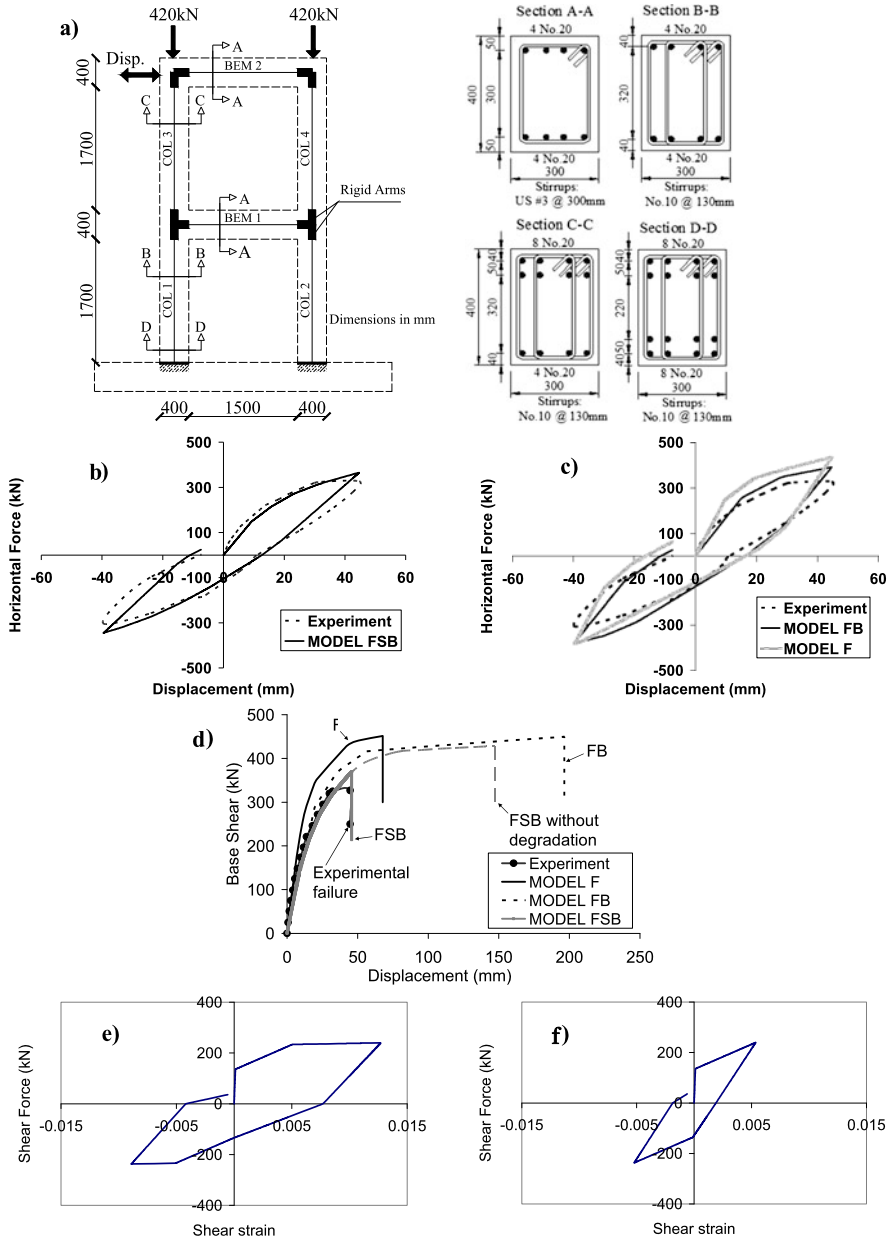 a)
420kN
420kN
Disp.
A
BEM 2
A
400
C
C
COL 3
COL 4
1700
A
Rigid Arms
BEM 1
A
400
B
B
COL 1
COL 2
1700
D
D
Dimensions in mm
400
1500
400
Section A-A
4 No.20
50
400
300
50
4 No.20
300
Stirrups:
US #3 @ 300mm
Section B-B
4 No.20
40
320
40
4 No.20
300
Stirrups:
No.10 @ 130mm
Section C-C
8 No.20
5040
400
320
40
4 No.20
300
Stirrups:
No.10 @ 130mm
Section D-D
8 No.20
5040
220
4050
8 No.20
300
Stirrups:
No.10 @ 130mm
b)
Horizontal Force (kN)
500
300
100
-100
-300
-500
-60
-40
-20
0
20
40
60
Experiment
MODEL FSB
Displacement (mm)
c)
Horizontal Force (kN)
500
300
100
-100
-300
-500
-60
-40
-20
0
20
40
60
Experiment
MODEL FB
MODEL F
Displacement (mm)
d)
Base Shear (kN)
500
400
300
200
100
0
F
FB
FSB
FSB without
degradation
Experimental
failure
Experiment
MODEL F
MODEL FB
MODEL FSB
0
50
100
150
200
250
Displacement (mm)
e)
Shear Force (kN)
400
200
0
-200
-400
-0.015
-0.005
0.005
0.015
Shear strain
f)
Shear Force (kN)
400
200
0
-200
-400
-0.015
-0.005
0.005
0.015
Shear strain